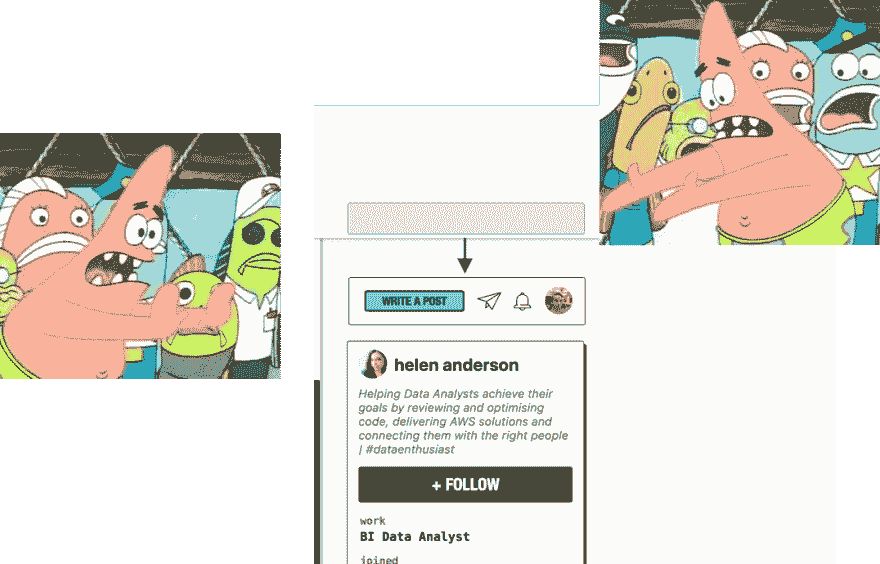 WRITE A POST
helen anderson
Helping Data Analysts achieve their
goals by reviewing and optimising
code, delivering AWS solutions and
connecting them with the right people
| #dataenthusiast
+ FOLLOW
work
BI Data Analyst
joined